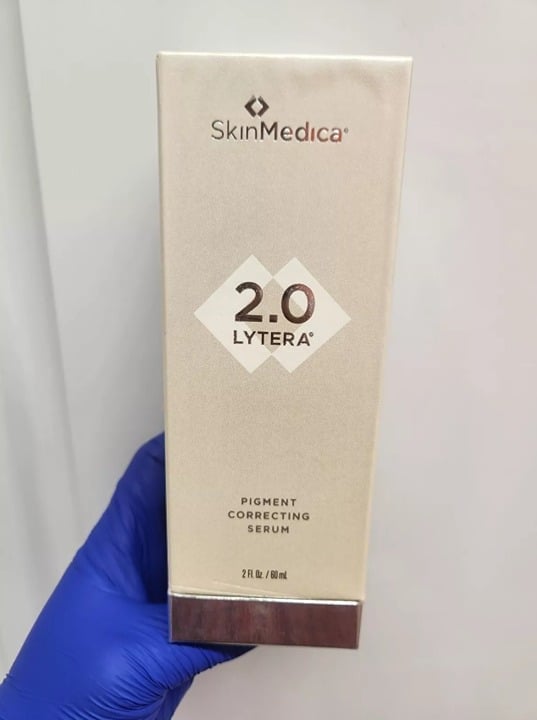 SkinMedica®
2.0
LYTERA®
PIGMENT
CORRECTING
SERUM
2 Fl. Oz. / 60 mL